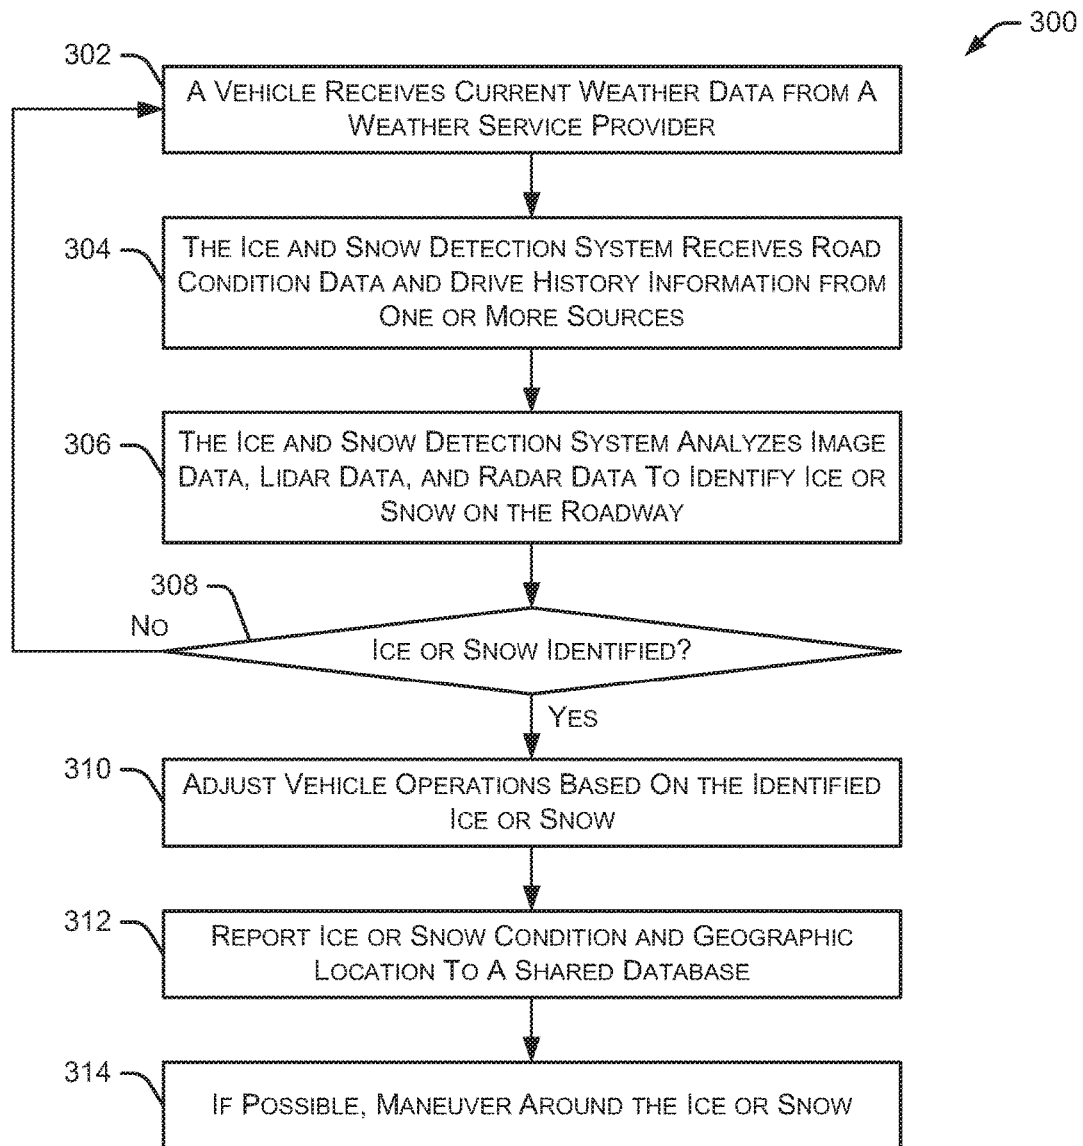 300
302
A VEHICLE RECEIVES CURRENT WEATHER DATA FROM A
WEATHER SERVICE PROVIDER
304
THE ICE AND SNOW DETECTION SYSTEM RECEIVES ROAD
CONDITION DATA AND DRIVE HISTORY INFORMATION FROM
ONE OR MORE SOURCES
306
THE ICE AND SNOW DETECTION SYSTEM ANALYZES IMAGE
DATA, LIDAR DATA, AND RADAR DATA TO IDENTIFY ICE OR
SNOW ON THE ROADWAY
308
NO
ICE OR SNOW IDENTIFIED?
YES
310
ADJUST VEHICLE OPERATIONS BASED ON THE IDENTIFIED
ICE OR SNOW
312
REPORT ICE OR SNOW CONDITION AND GEOGRAPHIC
LOCATION TO A SHARED DATABASE
314
IF POSSIBLE, MANEUVER AROUND THE ICE OR SNOW